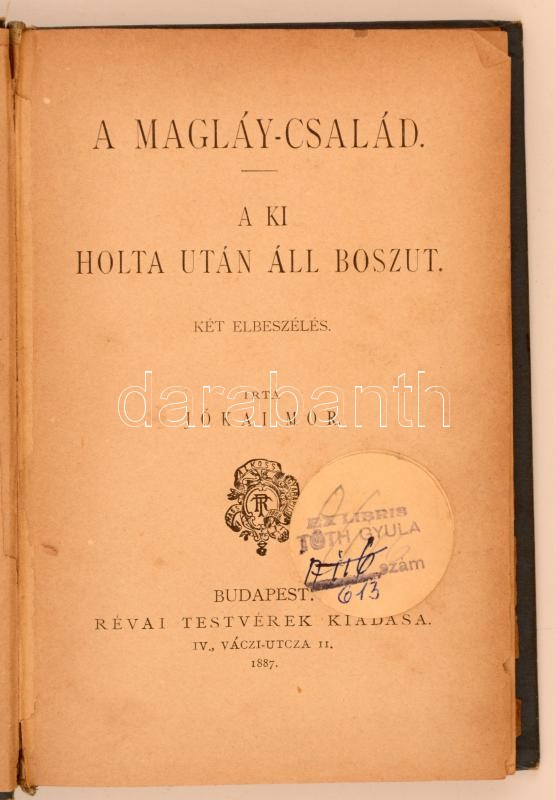 A MAGLÁY-CSALÁD.
A KI
HOLTA UTÁN ÁLL BOSZUT.
KÉT ELBESZÉLÉS.
IRTA
JÓKAI MÓR.
darabanth
EX LIBRIS
TÓTH GYULA
szám
613
BUDAPEST.
RÉVAI TESTVÉREK KIADÁSA.
IV., VÁCZI-UTCZA 11.
1887.